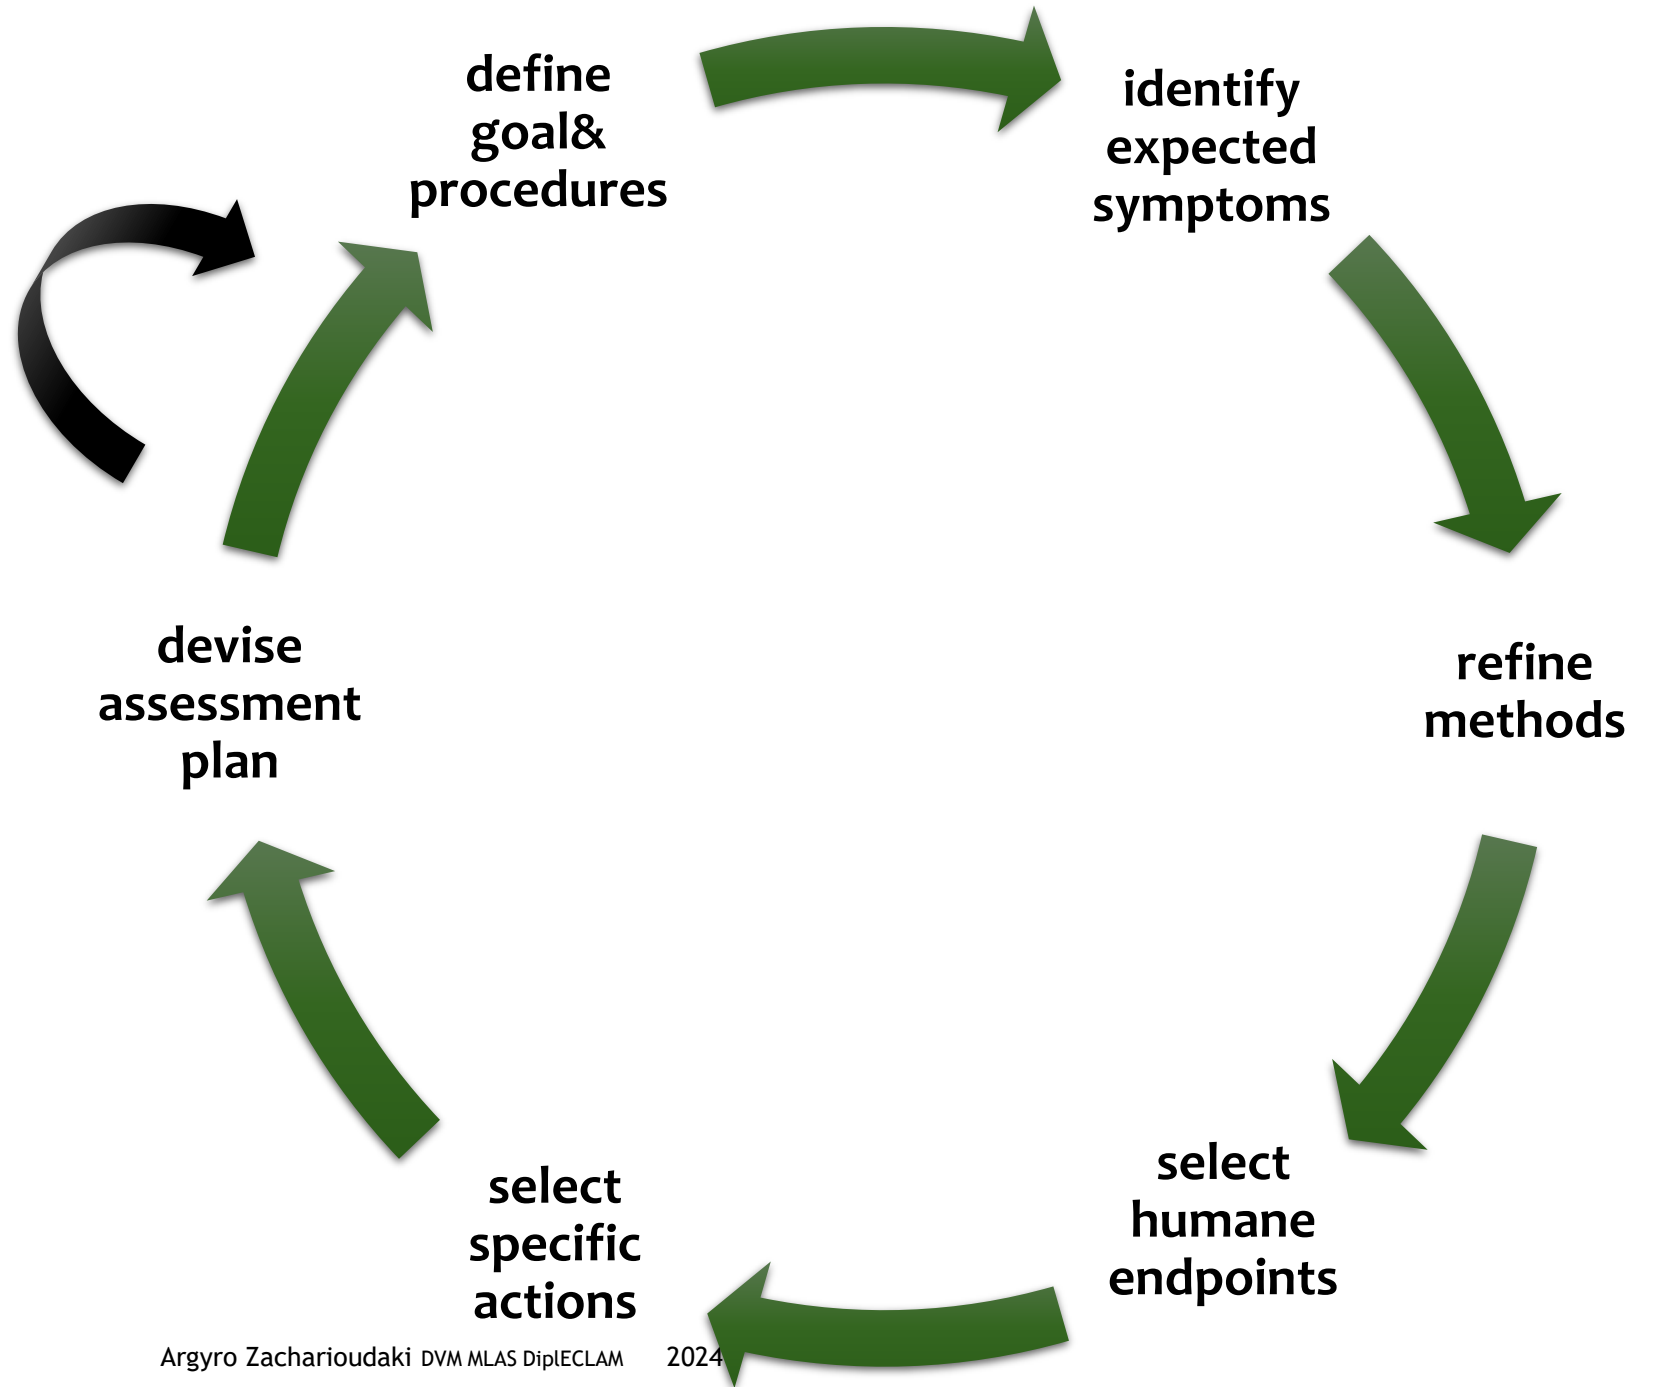 define
goal&
procedures
identify
expected
symptoms
refine
methods
select
humane
endpoints
select
specific
actions
devise
assessment
plan
Argyro Zacharioudaki DVM MLAS DiplECLAM 2024